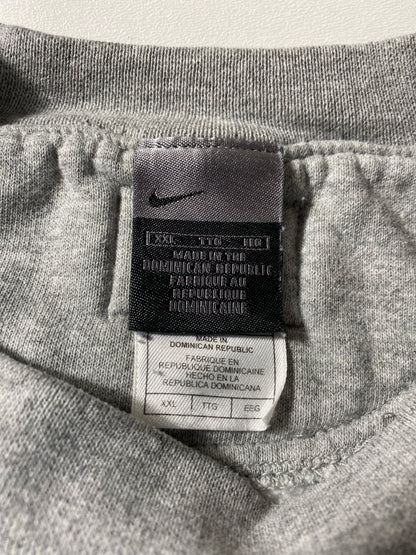 XXL TTG EEG
MADE IN THE
DOMINICAN REPUBLIC
FABRIQUE AU
REPUBLIQUE
DOMINICAINE
MADE IN
DOMINICAN REPUBLIC
FABRIQUE EN
REPUBLIQUE DOMINICAINE
HECHO EN LA
REPUBLICA DOMINICANA
XXL TTG EEG